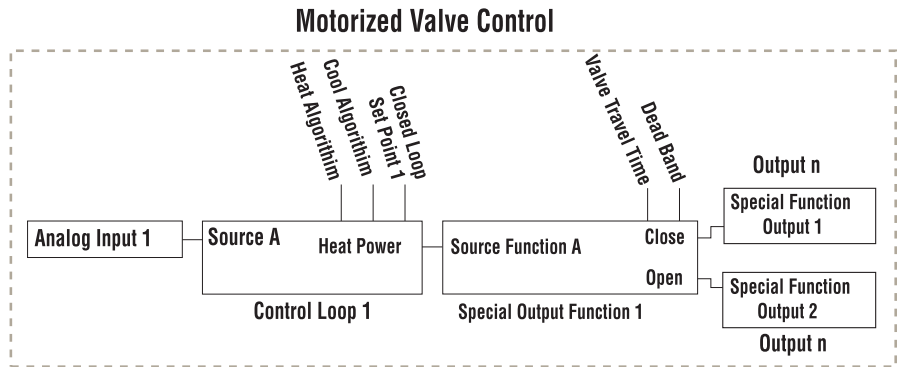 Motorized Valve Control
Heat Algorithim
Cool Algorithim
Set Point 1
Closed Loop
Valve Travel Time
Dead Band
Output n
Special Function
Output 1
Analog Input 1
Source A
Heat Power
Source Function A
Close
Open
Special Function
Output 2
Control Loop 1
Special Output Function 1
Output n